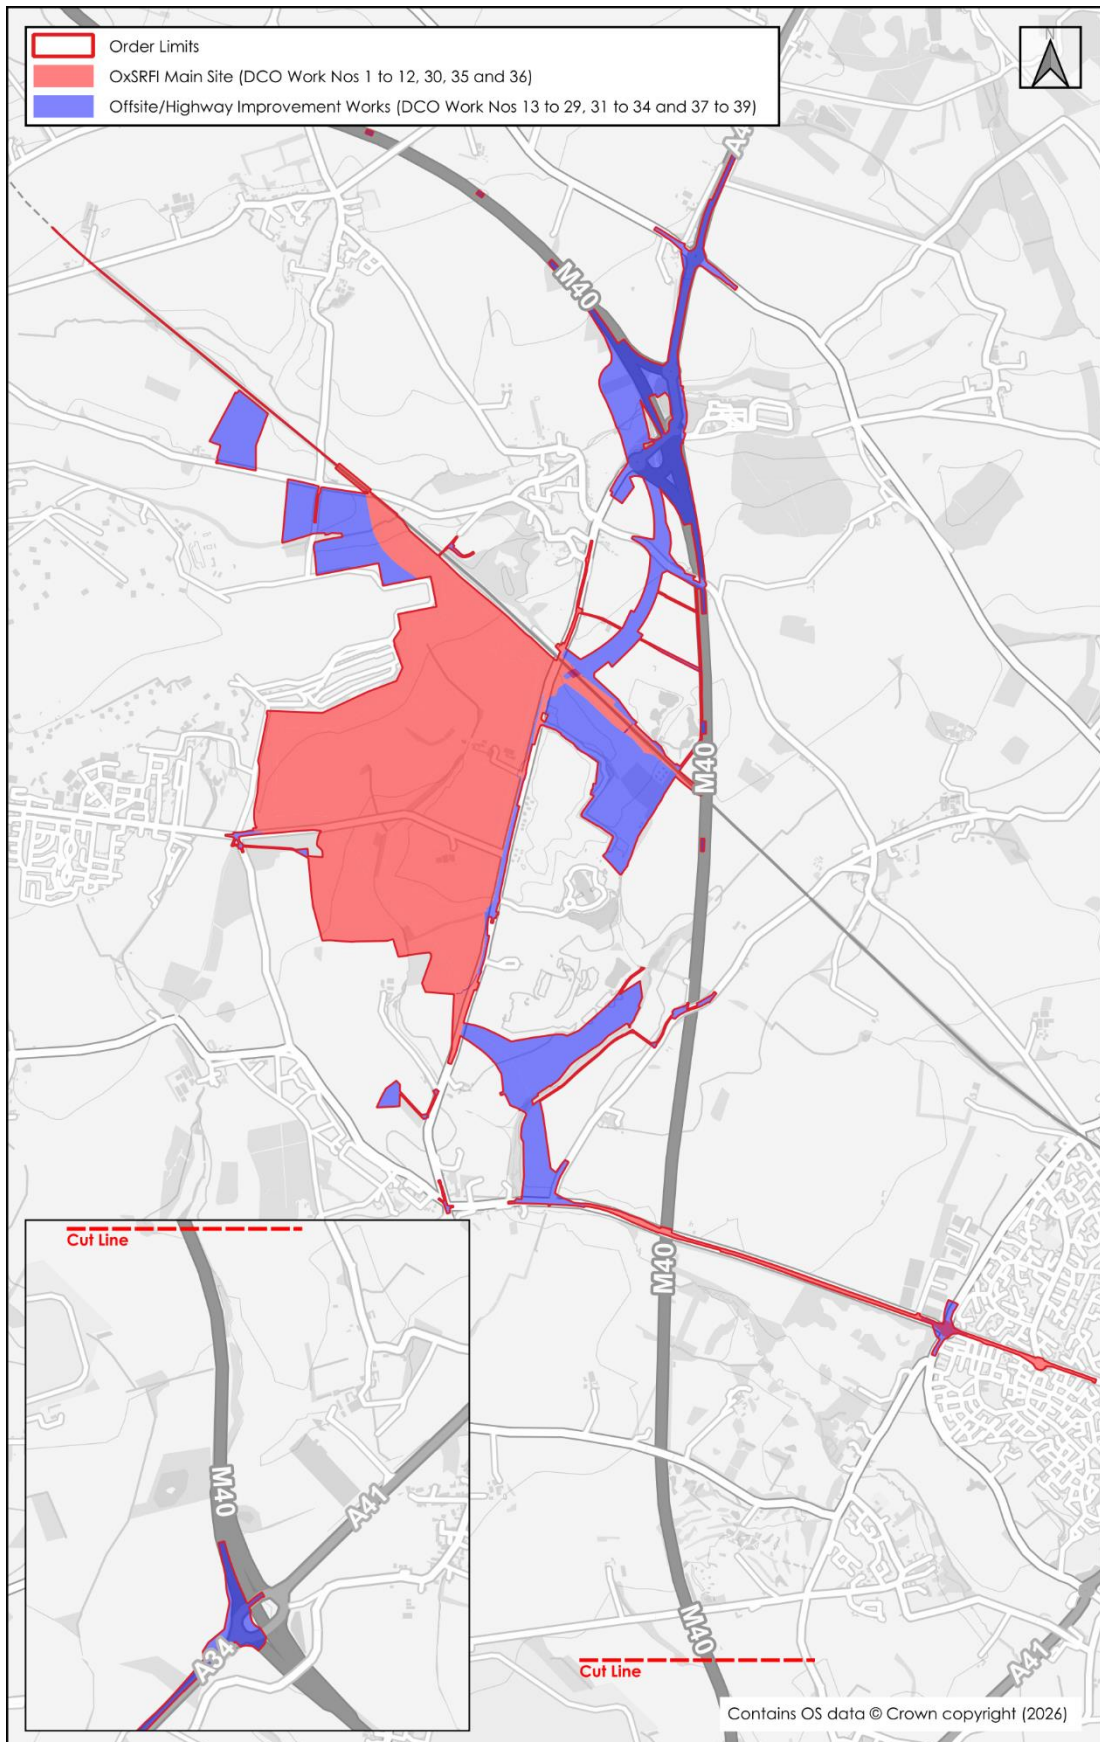 Order Limits
OxSRFI Main Site (DCO Work Nos 1 to 12, 30, 35 and 36)
Offsite/Highway Improvement Works (DCO Work Nos 13 to 29, 31 to 34 and 37 to 39)
N
M40
M40
M40
Cut Line
M40
A41
A34
M40
Cut Line
A41
Contains OS data © Crown copyright (2026)